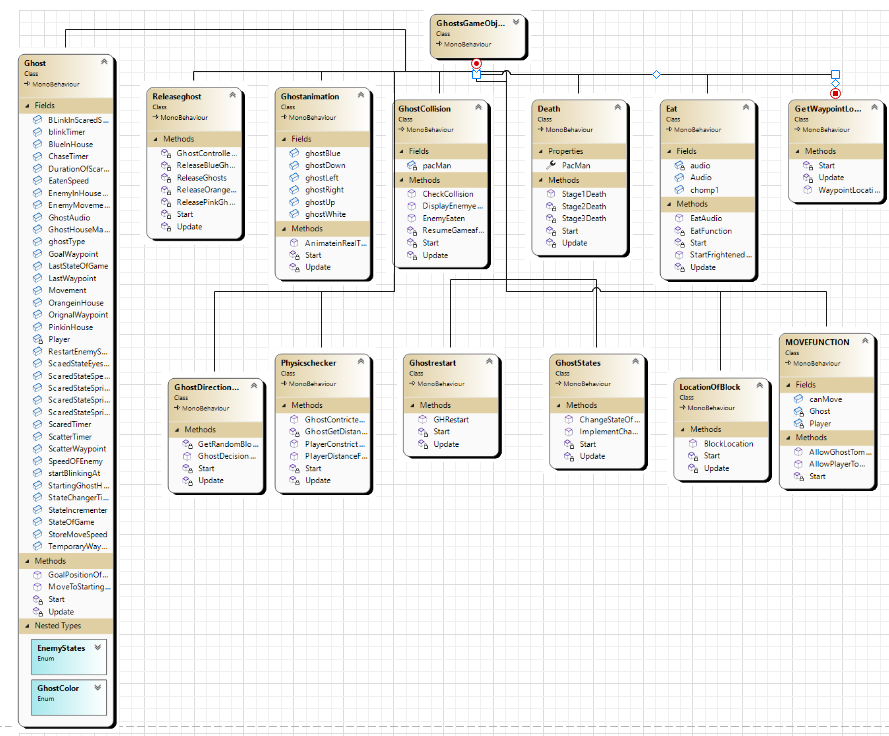 GhostsGameObj...
Class
MonoBehaviour
Ghost
Class
MonoBehaviour
Fields
BLinkInScaredS...
blinkTimer
BlueInHouse
ChaseTimer
DurationOfScar...
EatenSpeed
EnemyInHouse...
EnemyMoveme...
GhostAudio
GhostHouseMa...
ghostType
GoalWaypoint
LastStateOfGame
LastWaypoint
Movement
OrangeinHouse
OrignalWaypoint
PinkinHouse
Player
RestartEnemyS...
ScaedStateEyes...
ScaredStateSpe...
ScaredStateSpri...
ScaredStateSpri...
ScaredStateSpri...
ScaredTimer
ScatterTimer
ScatterWaypoint
SpeedOFEnemy
startBlinkingAt
StartingGhostH...
StateChangerTi...
StateIncrementer
StateOfGame
StoreMoveSpeed
TemporaryWay...
Methods
GoalPositionOf...
MoveToStarting...
Start
Update
Nested Types
EnemyStates
Enum
GhostColor
Enum
Releaseghost
Class
MonoBehaviour
Methods
GhostControlle...
ReleaseBlueGh...
ReleaseGhosts
ReleaseOrange...
ReleasePinkGh...
Start
Update
Ghostanimation
Class
MonoBehaviour
Fields
ghostBlue
ghostDown
ghostLeft
ghostRight
ghostUp
ghostWhite
Methods
AnimateinRealT...
Start
Update
GhostCollision
Class
MonoBehaviour
Fields
pacMan
Methods
CheckCollision
DisplayEnemye...
EnemyEaten
ResumeGameaf...
Start
Update
Death
Class
MonoBehaviour
Properties
PacMan
Methods
Stage1Death
Stage2Death
Stage3Death
Start
Update
Eat
Class
MonoBehaviour
Fields
audio
Audio
chomp1
Methods
EatAudio
EatFunction
Start
StartFrightened...
Update
GetWaypointLo...
Class
MonoBehaviour
Methods
Start
Update
WaypointLocati...
GhostDirection...
Class
MonoBehaviour
Methods
GetRandomBlo...
GhostDecision...
Start
Update
Physicschecker
Class
MonoBehaviour
Methods
GhostContricte...
GhostGetDistan...
PlayerConstrict...
PlayerDistanceF...
Start
Update
Ghostrestart
Class
MonoBehaviour
Methods
GHRestart
Start
Update
GhostStates
Class
MonoBehaviour
Methods
ChangeStateOf...
ImplementCha...
Start
Update
LocationOfBlock
Class
MonoBehaviour
Methods
BlockLocation
Start
Update
MOVEFUNCTION
Class
MonoBehaviour
Fields
canMove
Ghost
Player
Methods
AllowGhostTom...
AllowPlayerTo...
Start